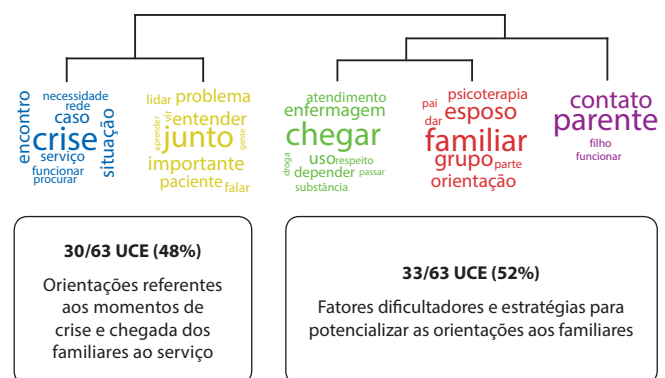 necessidade
rede
caso
encontro
crise
situação
serviço
funcionar
procurar
lidar problema
aprender
vir
entender
gente
junto
importante
paciente
falar
atendimento
enfermagem
chegar
droga
uso respeito
depender passar
substância
psicoterapia
pai
esposo
dar
familiar
grupo parte
orientação
contato
parente
filho
funcionar
30/63 UCE (48%)
Orientações referentes
aos momentos de
crise e chegada dos
familiares ao serviço
33/63 UCE (52%)
Fatores dificultadores e estratégias para
potencializar as orientações aos familiares